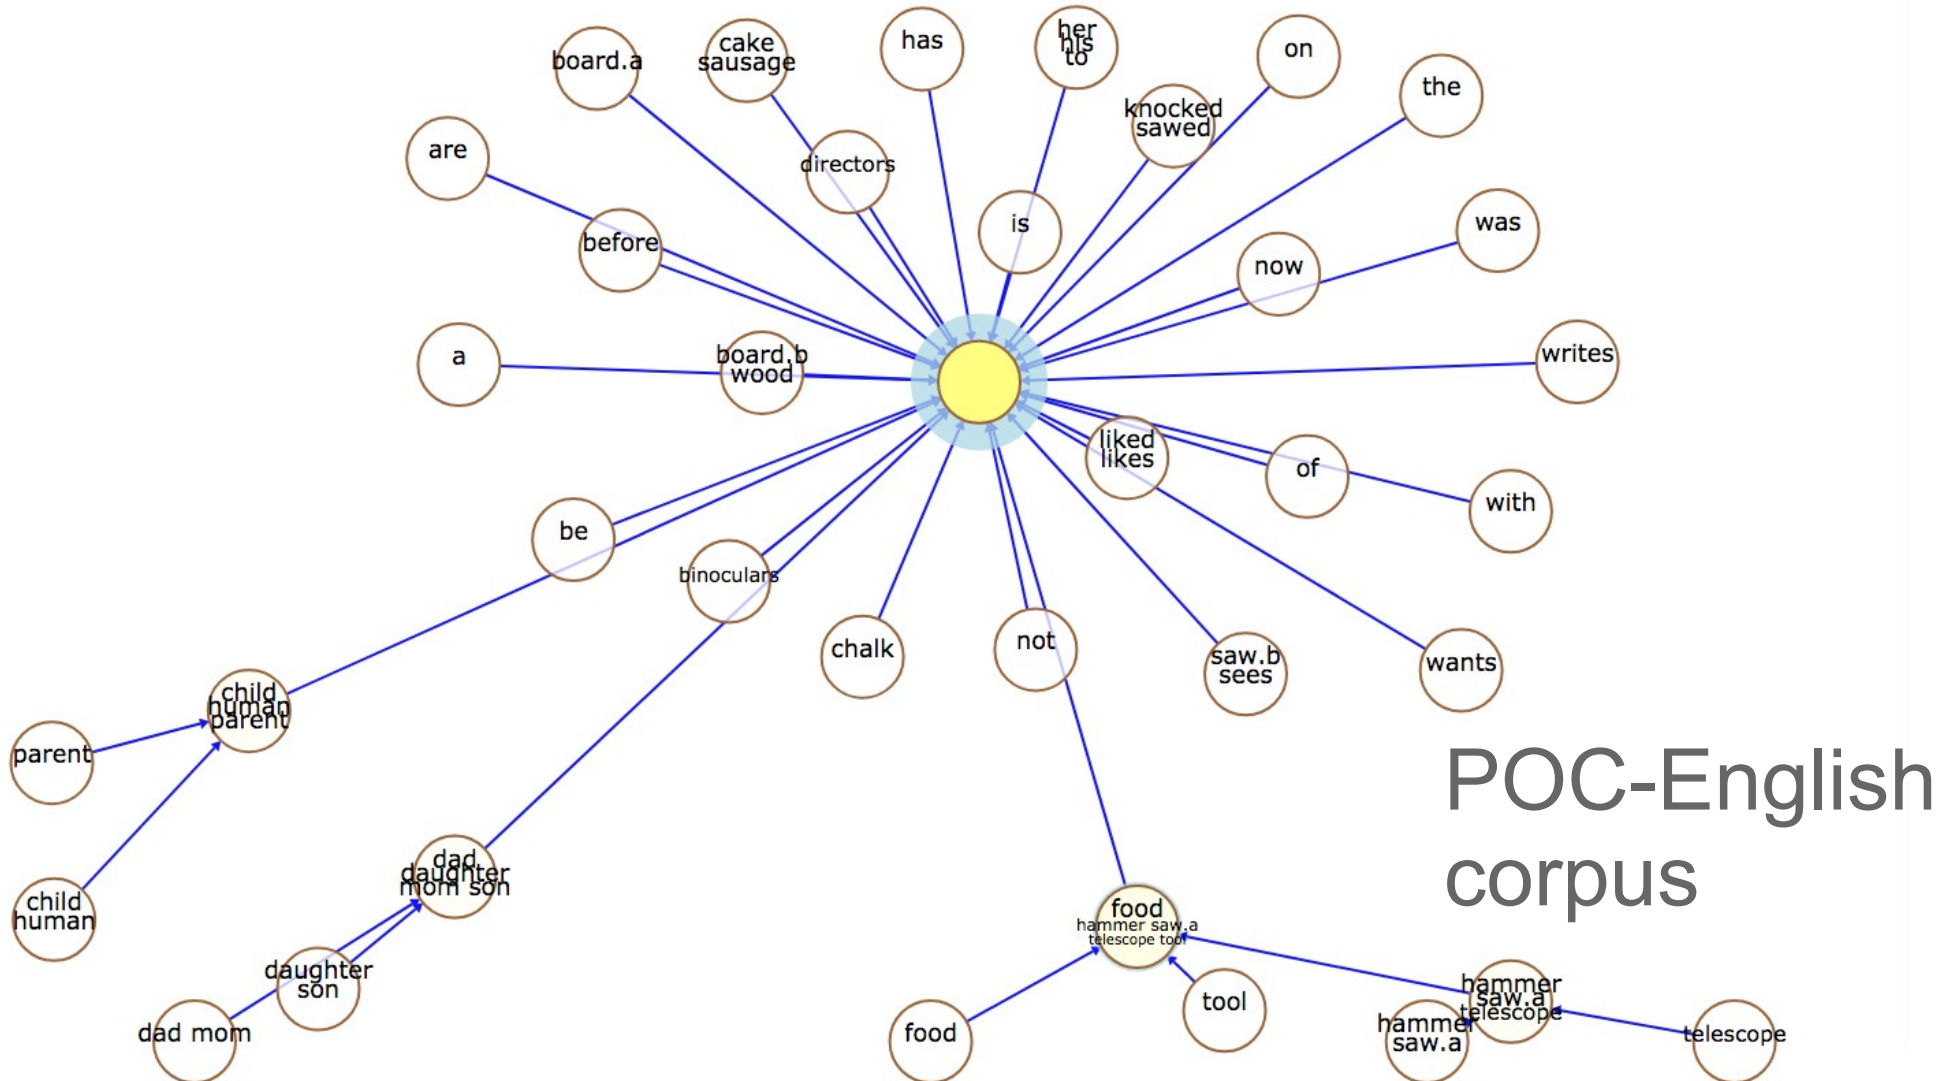 board.a
cake
sausage
has
her
his
to
on
the
knocked
sawed
are
directors
before
is
was
now
a
board.b
wood
writes
liked
likes
of
with
be
binoculars
chalk
not
saw.b
sees
wants
child
human
parent
parent
child
human
dad
daughter
mom son
daughter
son
dad mom
POC-English
corpus
food
hammer saw.a
telescope tool
food
tool
hammer
saw.a
telescope
hammer
saw.a
telescope